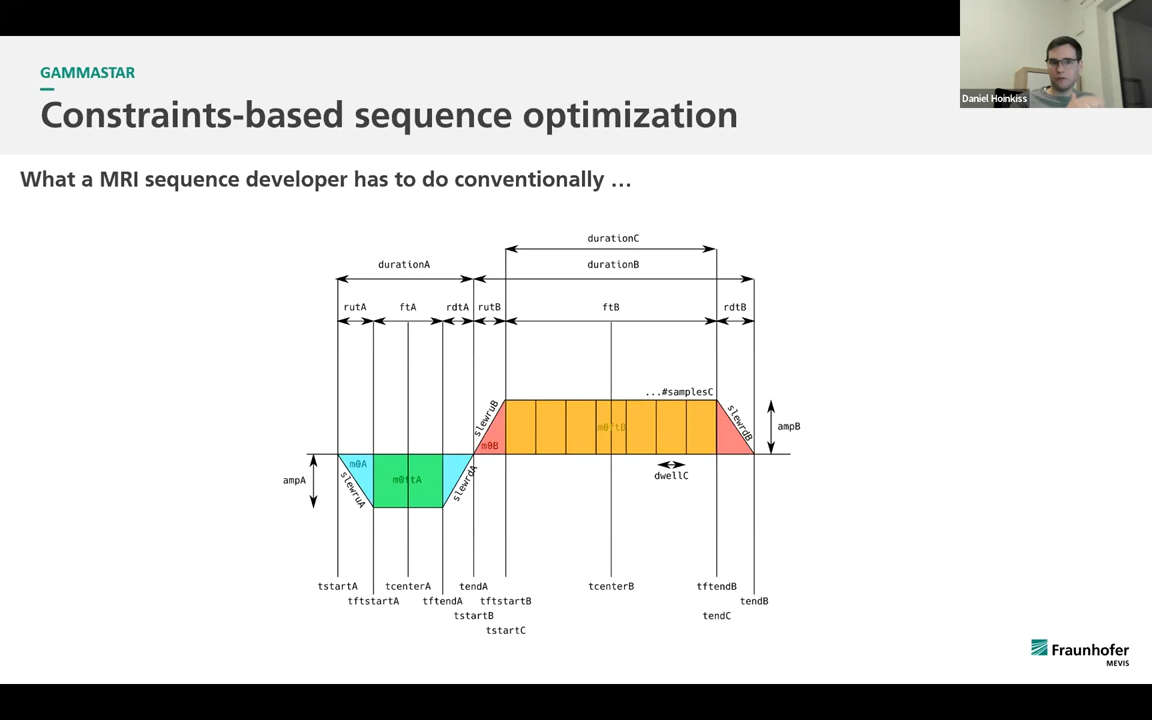 GAMMASTAR
Constraints-based sequence optimization
Daniel Hoinkiss
What a MRI sequence developer has to do conventionally …
durationC
durationA
durationB
rutA ftA rdtA rutB ftB rdtB
...#samplesC
slewruB
slewrdB
ampB
m0ftB
m0B
m0A
ampA
m0ftA
slewruA
slewrdA
dwellC
tstartA tcenterA tendA tcenterB tftendB
tftstartA tftendA tftstartB tendB
tstartB tendC
tstartC
Fraunhofer
MEVIS